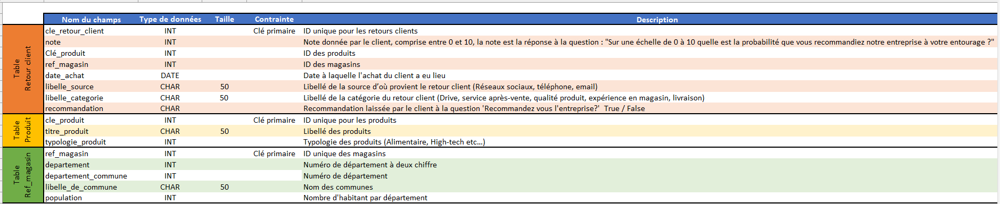 Nom du champs Type de données Taille Contrainte Description
Table Retour client
cle_retour_client INT Clé primaire ID unique pour les retours clients
note INT Note donnée par le client, comprise entre 0 et 10, la note est la réponse à la question : "Sur une échelle de 0 à 10 quelle est la probabilité que vous recommandiez notre entreprise à votre entourage ?"
Clé_produit INT ID des produits
ref_magasin INT ID des magasins
date_achat DATE Date à laquelle l'achat du client a eu lieu
libelle_source CHAR 50 Libellé de la source d’où provient le retour client (Réseaux sociaux, téléphone, email)
libelle_categorie CHAR 50 Libellé de la catégorie du retour client (Drive, service après-vente, qualité produit, expérience en magasin, livraison)
recommandation CHAR Recommandation laissée par le client à la question 'Recommandez vous l'entreprise?' True / False
Table Produit
cle_produit INT Clé primaire ID unique pour les produits
titre_produit CHAR 50 Libellé des produits
typologie_produit INT Typologie des produits (Alimentaire, High-tech etc…)
Table Ref_magasin
ref_magasin INT Clé primaire ID unique des magasins
departement INT Numéro de département à deux chiffre
departement_commune INT Numéro de département
libelle_de_commune CHAR 50 Nom des communes
population INT Nombre d'habitant par département